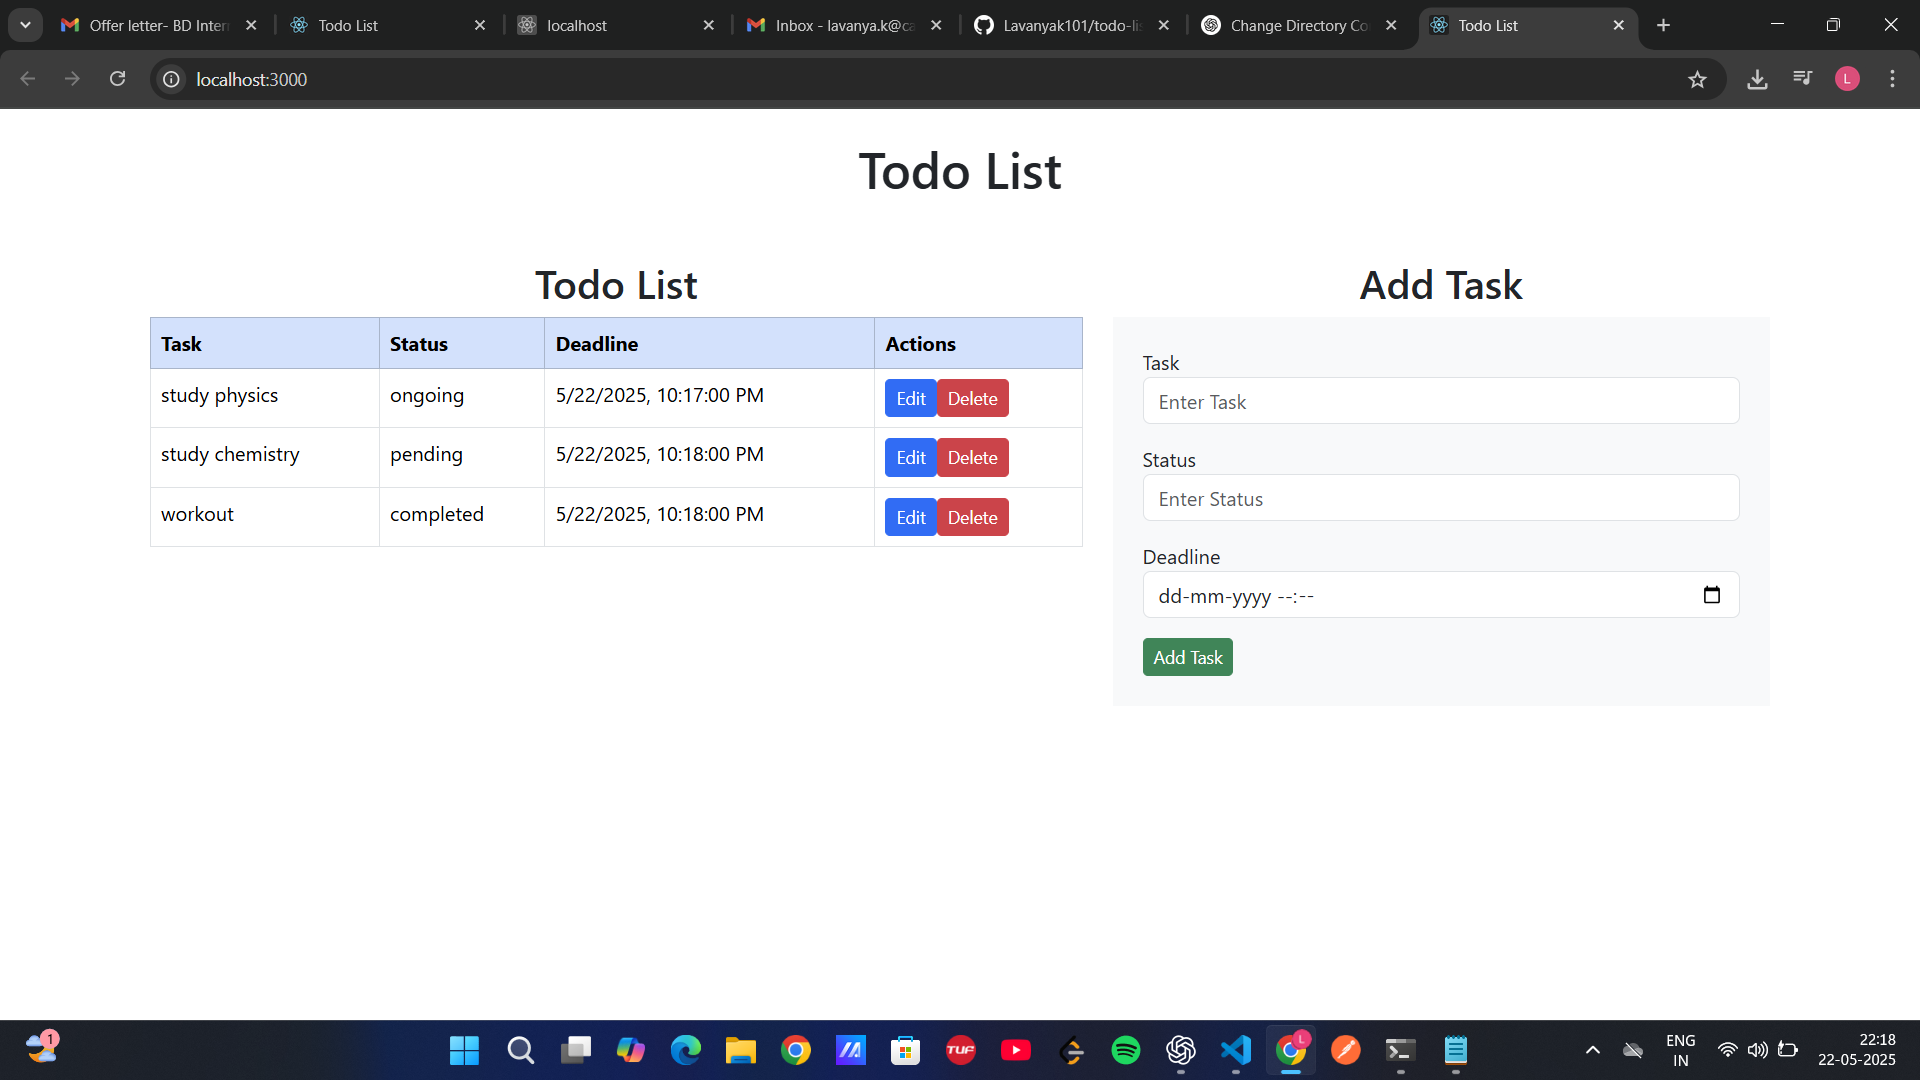 Offer letter- BD Inter
Todo List
localhost
Inbox - lavanya.k@ca
Lavanyak101/todo-lis
Change Directory Co
Todo List
localhost:3000
L
Todo List
Todo List
Task Status Deadline Actions
study physics ongoing 5/22/2025, 10:17:00 PM Edit Delete
study chemistry pending 5/22/2025, 10:18:00 PM Edit Delete
workout completed 5/22/2025, 10:18:00 PM Edit Delete
Add Task
Task
Enter Task
Status
Enter Status
Deadline
dd-mm-yyyy --:--
Add Task
1
TUF
L
ENG
IN
22:18
22-05-2025